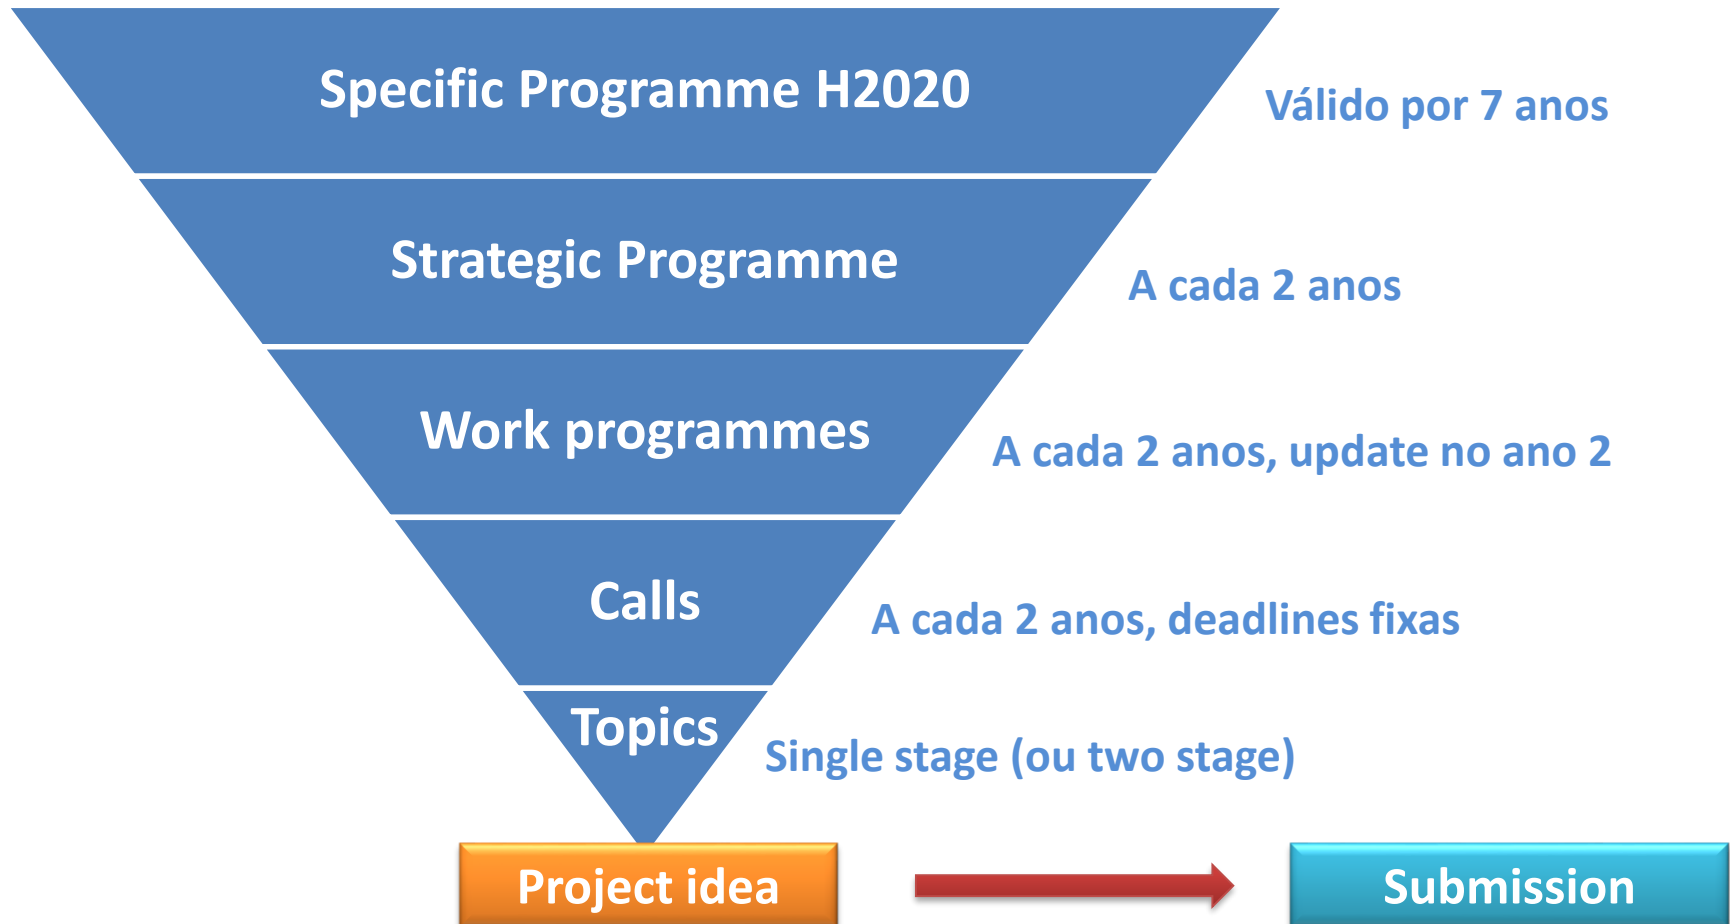 Specific Programme H2020
Válido por 7 anos
Strategic Programme
A cada 2 anos
Work programmes
A cada 2 anos, update no ano 2
Calls
A cada 2 anos, deadlines fixas
Topics
Single stage (ou two stage)
Project idea
Submission